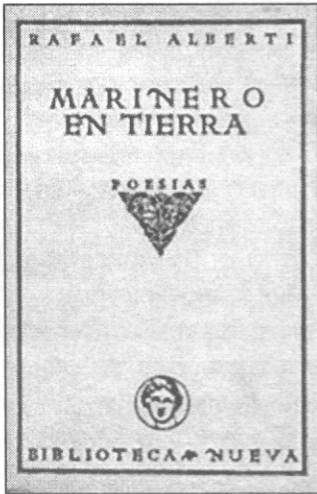 RAFAEL ALBERTI
MARINERO
EN TIERRA
POESIAS
BIBLIOTECA NUEVA